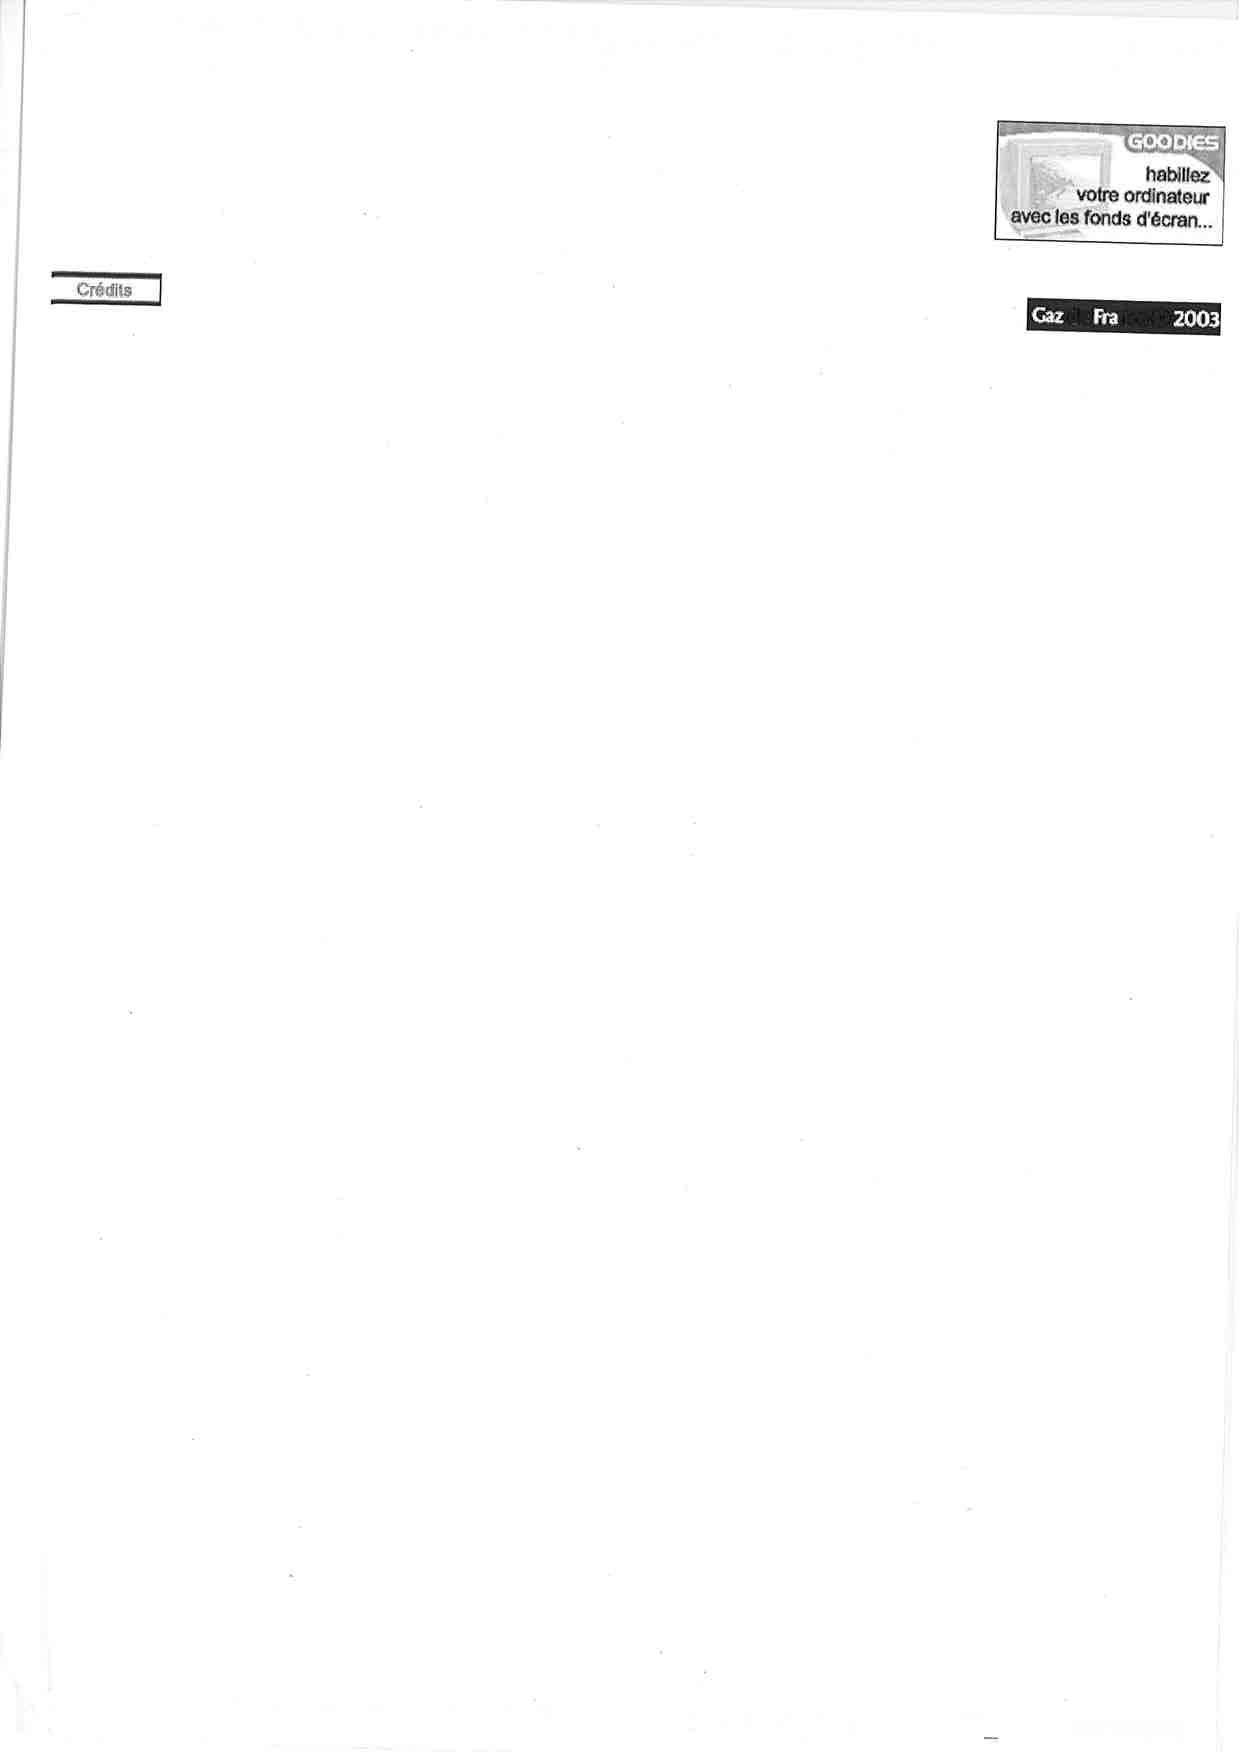 GOODIES
habillez
votre ordinateur
avec les fonds d'écran...
Crédits
Gaz Fra 2003